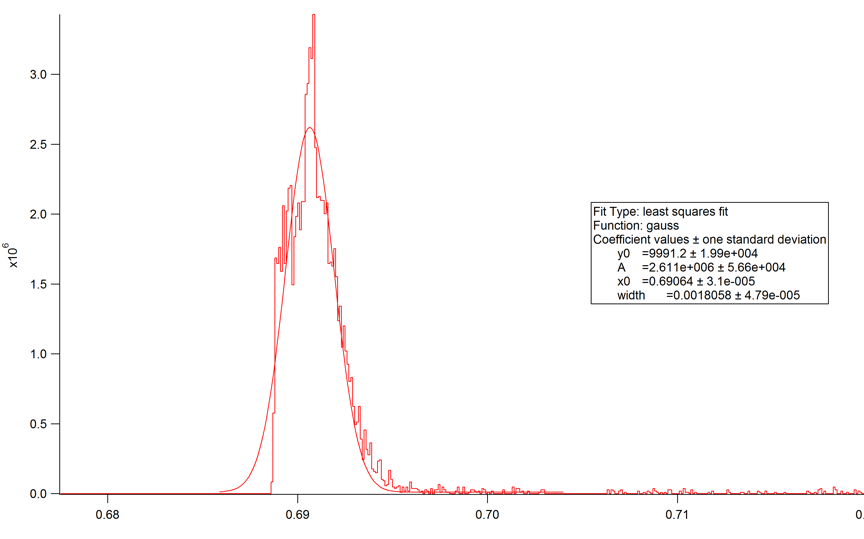 3.0
2.5
2.0
x10⁶
1.5
1.0
0.5
0.0
0.68
0.69
0.70
0.71
0.
Fit Type: least squares fit
Function: gauss
Coefficient values ± one standard deviation
y0 =9991.2 ± 1.99e+004
A =2.611e+006 ± 5.66e+004
x0 =0.69064 ± 3.1e-005
width =0.0018058 ± 4.79e-005